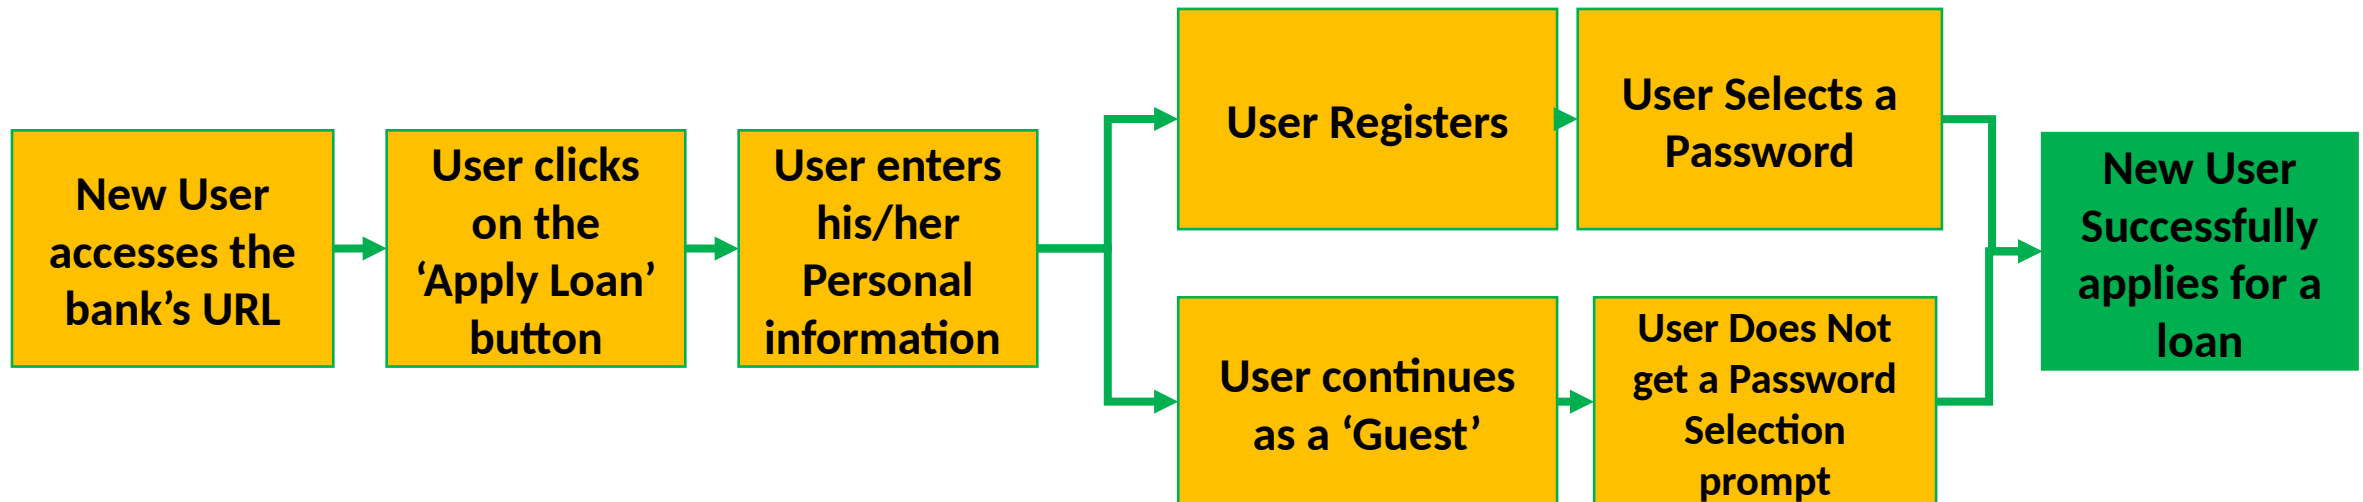 New User
accesses the
bank’s URL
User clicks
on the
‘Apply Loan’
button
User enters
his/her
Personal
information
User Registers
User Selects a
Password
User continues
as a ‘Guest’
User Does Not
get a Password
Selection
prompt
New User
Successfully
applies for a
loan